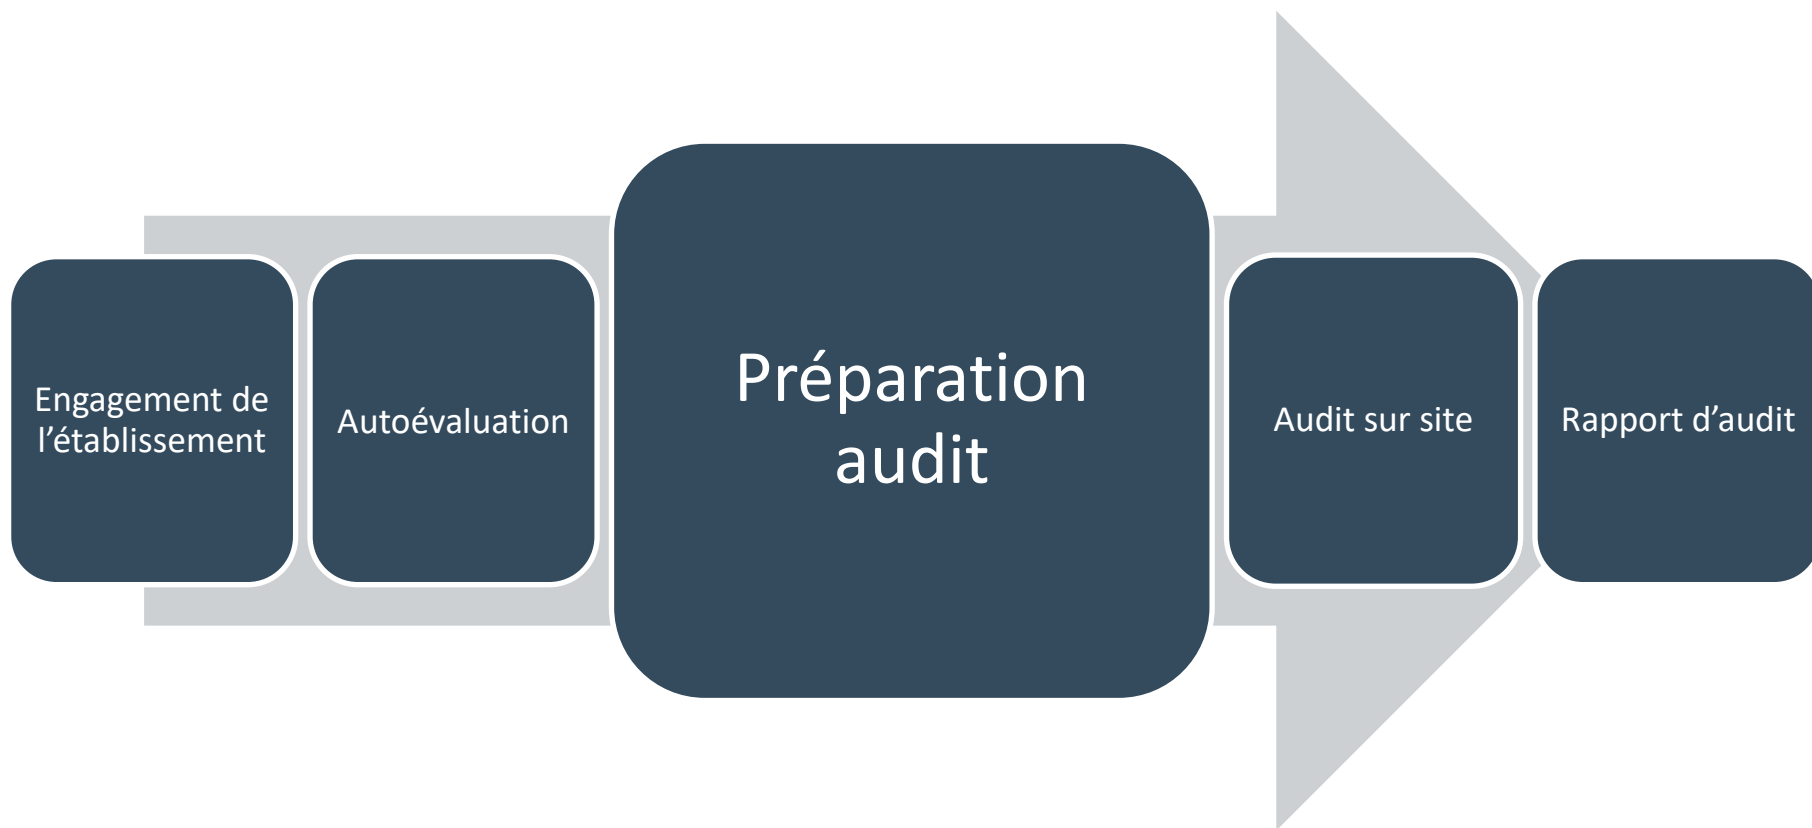 Engagement de
l’établissement
Autoévaluation
Préparation
audit
Audit sur site
Rapport d’audit